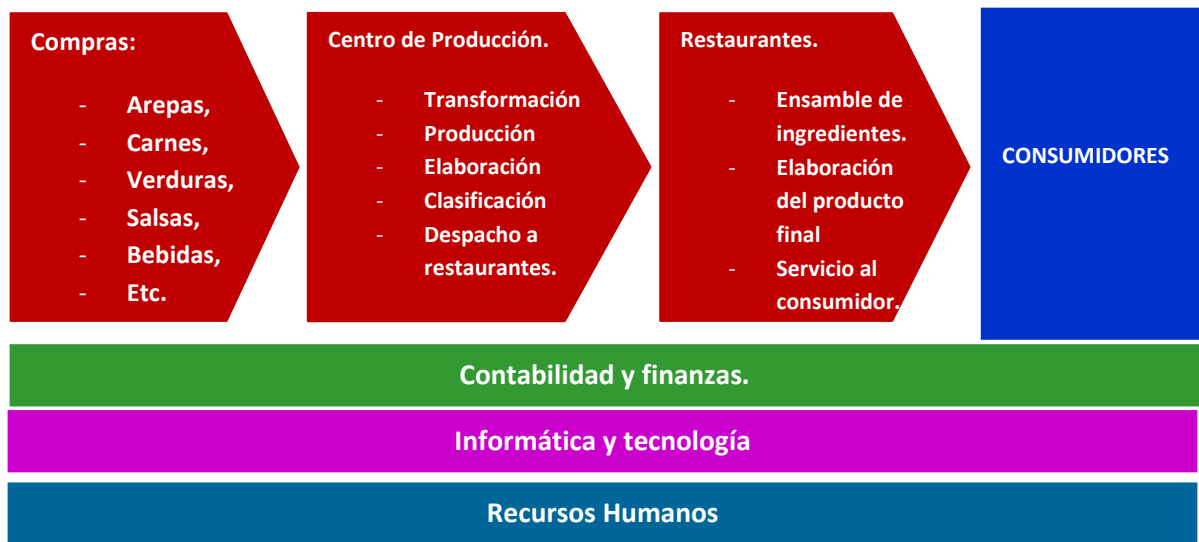 Compras:
- Arepas,
- Carnes,
- Verduras,
- Salsas,
- Bebidas,
- Etc.
Centro de Producción.
- Transformación
- Producción
- Elaboración
- Clasificación
- Despacho a
restaurantes.
Restaurantes.
- Ensamble de
ingredientes.
- Elaboración
del producto
final
- Servicio al
consumidor.
CONSUMIDORES
Contabilidad y finanzas.
Informática y tecnología
Recursos Humanos